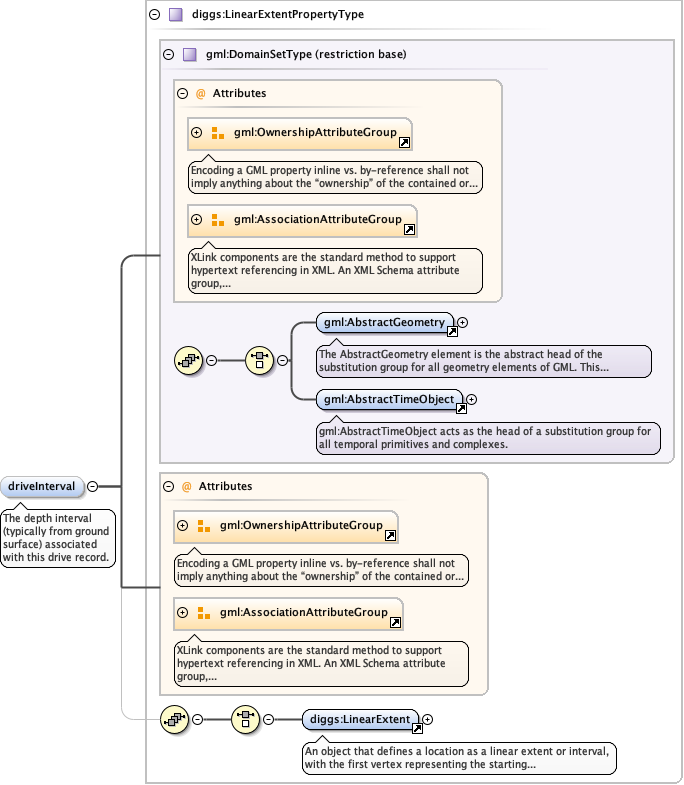 diggs:LinearExtentPropertyType
gml:DomainSetType (restriction base)
@ Attributes
gml:OwnershipAttributeGroup
Encoding a GML property inline vs. by-reference shall not
imply anything about the “ownership” of the contained or...
gml:AssociationAttributeGroup
XLink components are the standard method to support
hypertext referencing in XML. An XML Schema attribute
group,...
gml:AbstractGeometry
The AbstractGeometry element is the abstract head of the
substitution group for all geometry elements of GML. This...
gml:AbstractTimeObject
gml:AbstractTimeObject acts as the head of a substitution group for
all temporal primitives and complexes.
driveInterval
The depth interval
(typically from ground
surface) associated
with this drive record.
@ Attributes
gml:OwnershipAttributeGroup
Encoding a GML property inline vs. by-reference shall not
imply anything about the “ownership” of the contained or...
gml:AssociationAttributeGroup
XLink components are the standard method to support
hypertext referencing in XML. An XML Schema attribute
group,...
diggs:LinearExtent
An object that defines a location as a linear extent or interval,
with the first vertex representing the starting...